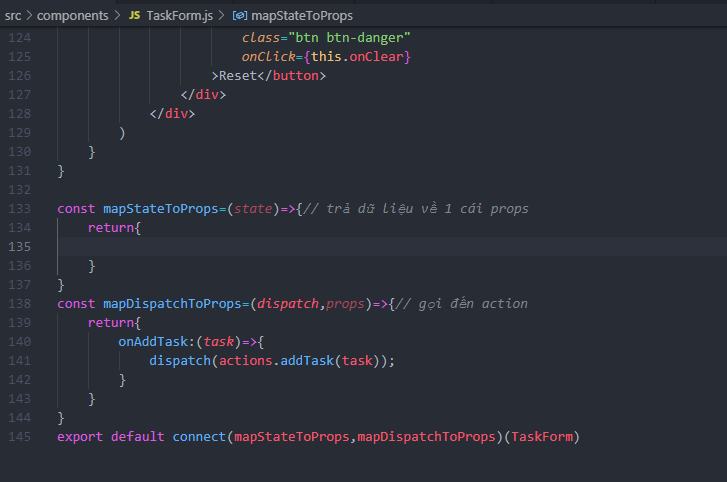 src > components > JS TaskForm.js > mapStateToProps
124 class="btn btn-danger"
125 onClick={this.onClear}
126 >Reset</button>
127 </div>
128 </div>
129 )
130 }
131 }
132
133 const mapStateToProps=(state)=>{// trả dữ liệu về 1 cái props
134 return{
135
136 }
137 }
138 const mapDispatchToProps=(dispatch,props)=>{// gọi đến action
139 return{
140 onAddTask:(task)=>{
141 dispatch(actions.addTask(task));
142 }
143 }
144 }
145 export default connect(mapStateToProps,mapDispatchToProps)(TaskForm)